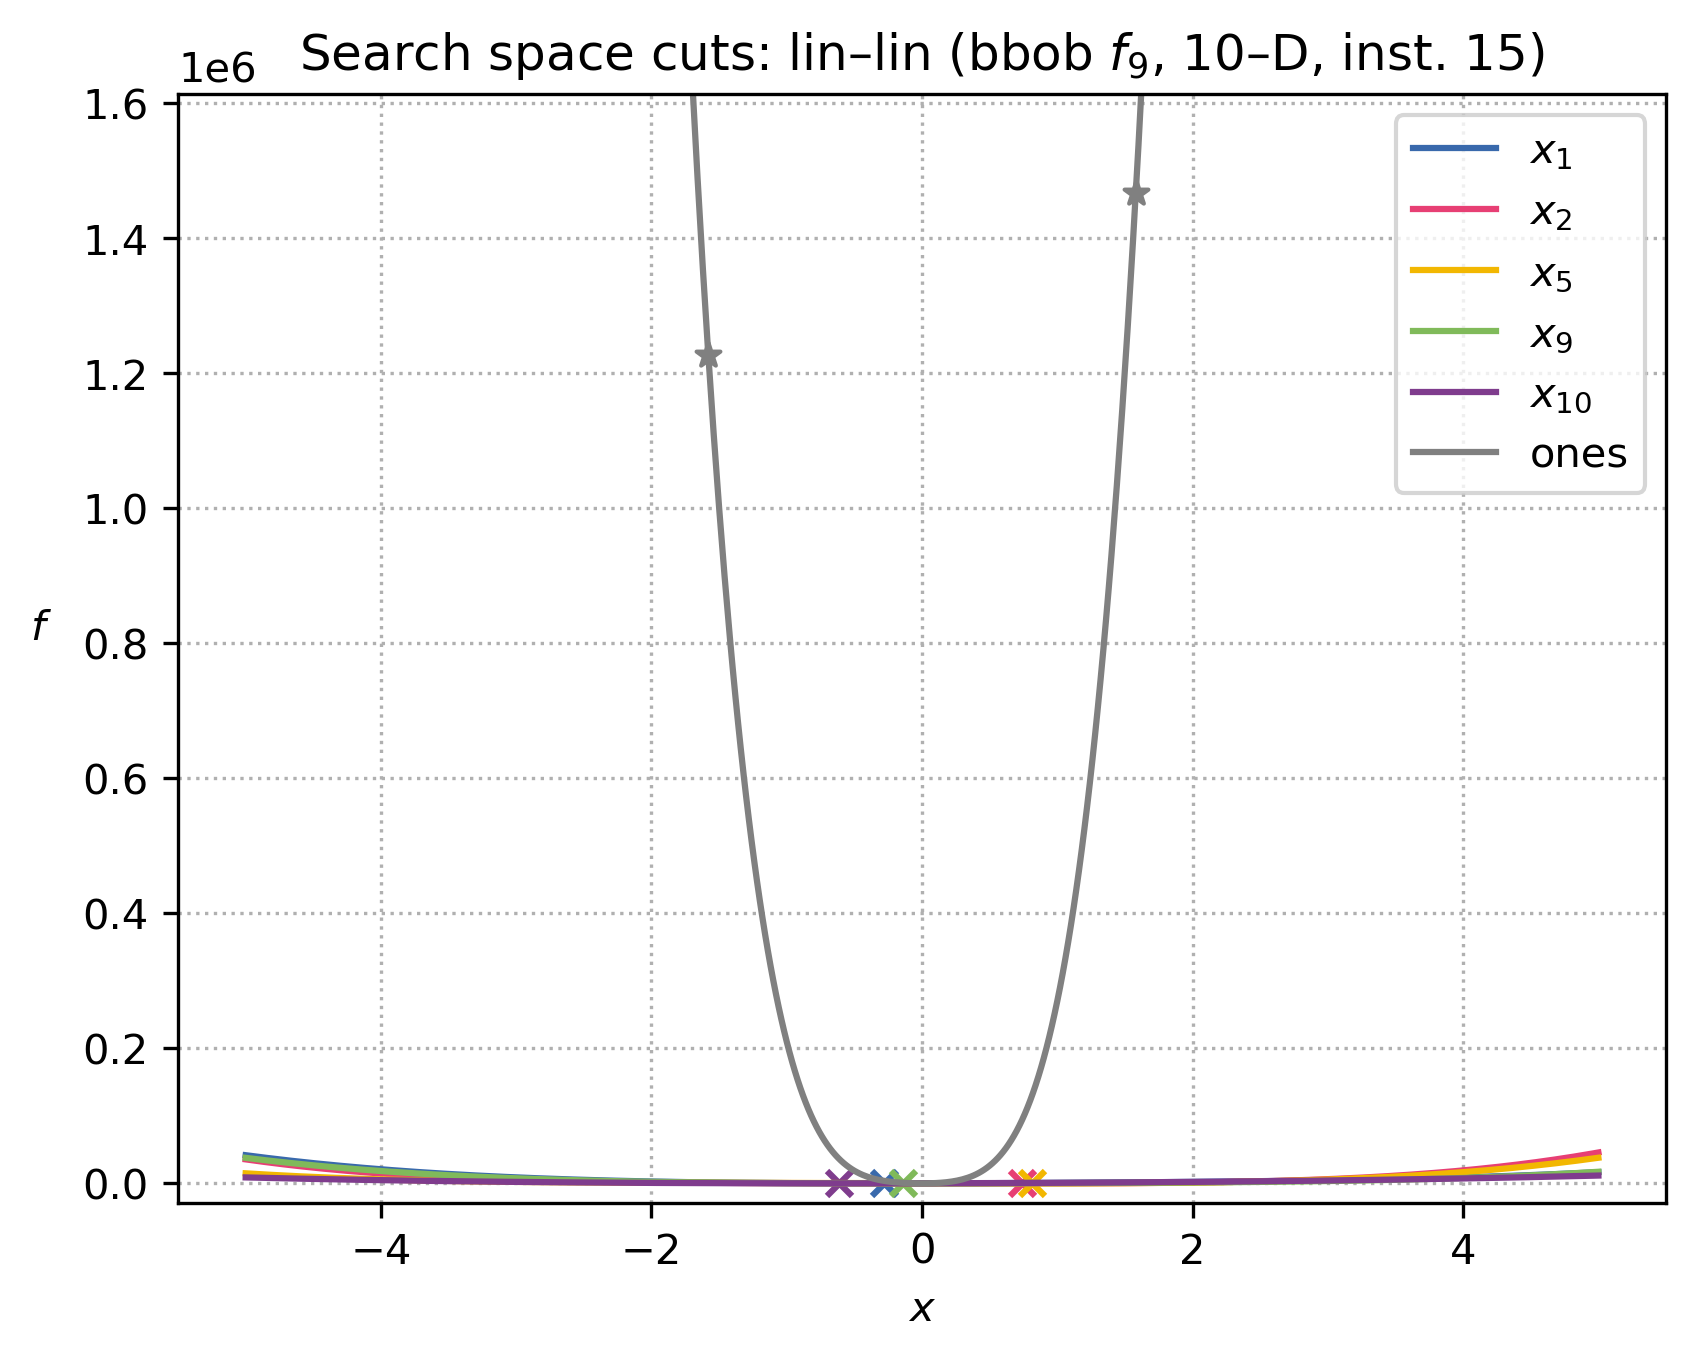 Search space cuts: lin–lin (bbob f₉, 10–D, inst. 15)
1e6
1.6
1.4
1.2
1.0
0.8
0.6
0.4
0.2
0.0
f
−4
−2
0
2
4
x
x₁
x₂
x₅
x₉
x₁₀
ones